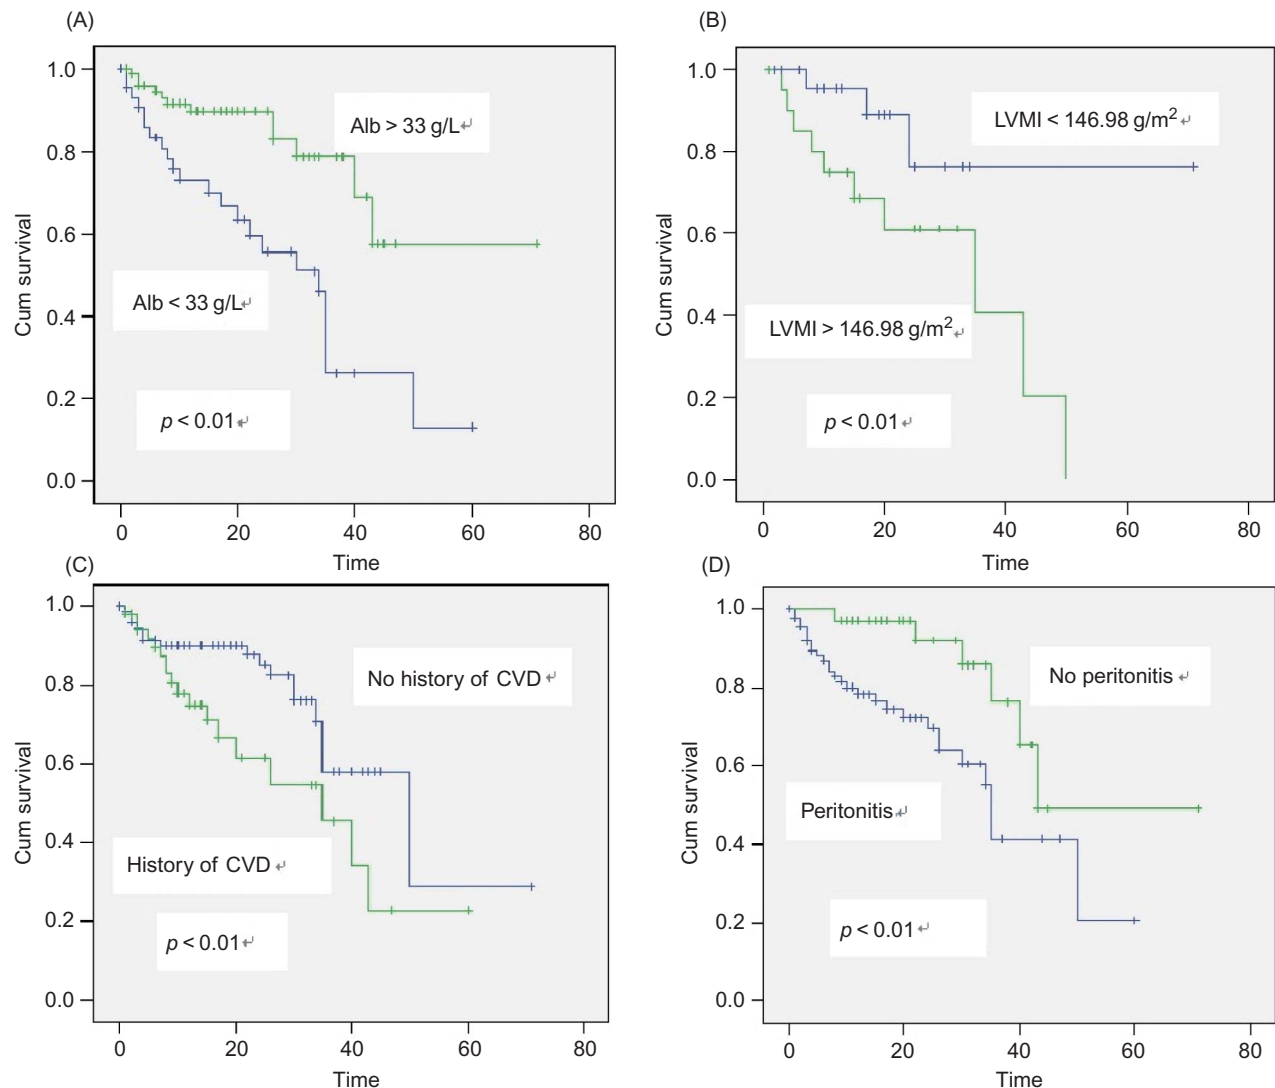 (A)
Cum survival
1.0
0.8
0.6
0.4
0.2
0.0
Alb > 33 g/L↵
Alb < 33 g/L↵
p < 0.01↵
0 20 40 60 80
Time
(B)
Cum survival
1.0
0.8
0.6
0.4
0.2
0.0
LVMI < 146.98 g/m²↵
LVMI > 146.98 g/m²↵
p < 0.01↵
0 20 40 60 80
Time
(C)
Cum survival
1.0
0.8
0.6
0.4
0.2
0.0
No history of CVD↵
History of CVD↵
p < 0.01↵
0 20 40 60 80
Time
(D)
Cum survival
1.0
0.8
0.6
0.4
0.2
0.0
No peritonitis↵
Peritonitis↵
p < 0.01↵
0 20 40 60 80
Time